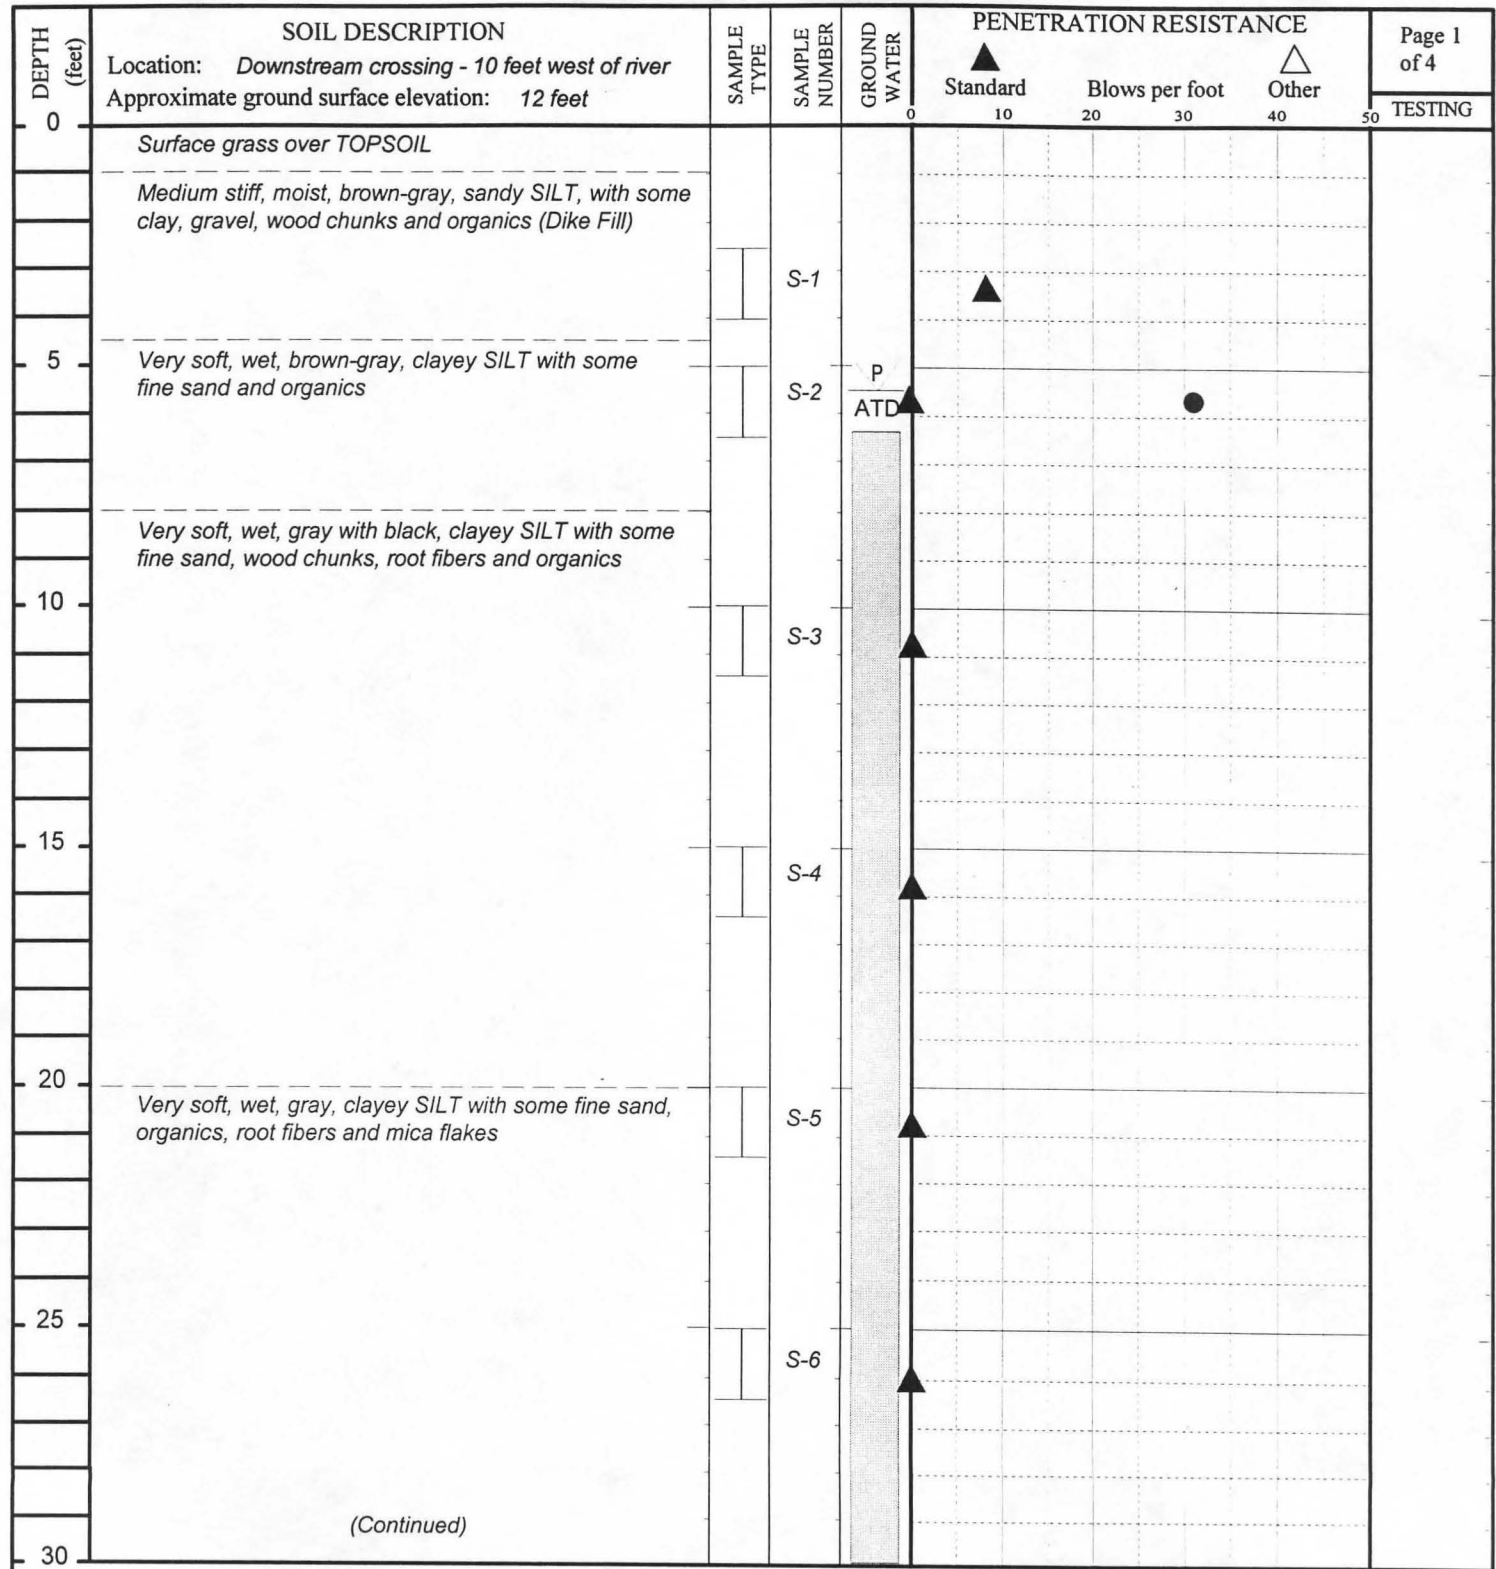 DEPTH
(feet)
SOIL DESCRIPTION
Location: Downstream crossing - 10 feet west of river
Approximate ground surface elevation: 12 feet
SAMPLE
TYPE
SAMPLE
NUMBER
GROUND
WATER
PENETRATION RESISTANCE
Standard Blows per foot Other
0 10 20 30 40 50
Page 1
of 4
TESTING
0
Surface grass over TOPSOIL
Medium stiff, moist, brown-gray, sandy SILT, with some
clay, gravel, wood chunks and organics (Dike Fill)
S-1
5
Very soft, wet, brown-gray, clayey SILT with some
fine sand and organics
S-2
P
ATD
Very soft, wet, gray with black, clayey SILT with some
fine sand, wood chunks, root fibers and organics
10
S-3
15
S-4
20
Very soft, wet, gray, clayey SILT with some fine sand,
organics, root fibers and mica flakes
S-5
25
S-6
(Continued)
30